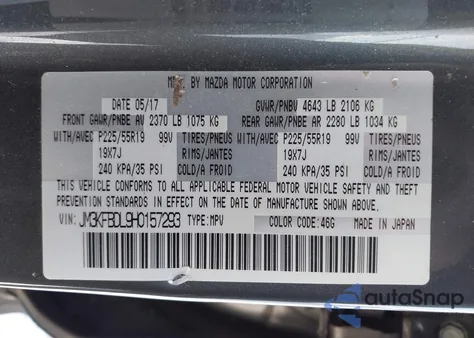 MFD. BY MAZDA MOTOR CORPORATION
DATE 05/17 GVWR/PNBV 4643 LB 2106 KG
FRONT GAWR/PNBE AV 2370 LB 1075 KG REAR GAWR/PNBE AR 2280 LB 1034 KG
WITH/AVEC P225/55R19 99V TIRES/PNEUS WITH/AVEC P225/55R19 99V TIRES/PNEUS
19X7J RIMS/JANTES 19X7J RIMS/JANTES
240 KPA/35 PSI COLD/A FROID 240 KPA/35 PSI COLD/A FROID
THIS VEHICLE CONFORMS TO ALL APPLICABLE FEDERAL MOTOR VEHICLE SAFETY AND THEFT
PREVENTION STANDARDS IN EFFECT ON THE DATE OF MANUFACTURE SHOWN ABOVE.
VIN: JM3KFBDL9H0157293 TYPE:MPV COLOR CODE:46G MADE IN JAPAN
autoSnap